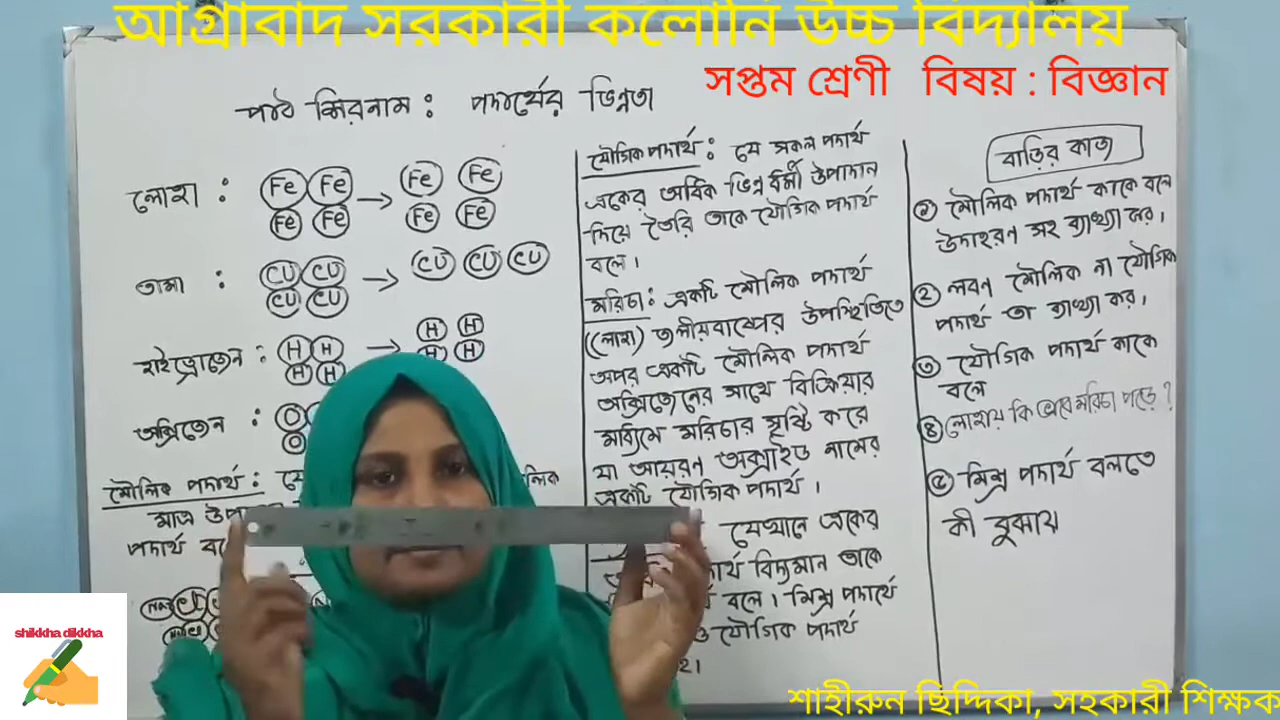 আগ্রাবাদ সরকারী কলোনি উচ্চ বিদ্যালয়
সপ্তম শ্রেণী বিষয় : বিজ্ঞান
পাঠ শিরনাম : পদার্থের ভিন্নতা
লোহা : Fe Fe → Fe Fe
Fe Fe Fe Fe
তামা : CU CU → CU CU CU
CU CU
হাইড্রোজেন : H H → H H
H H H H
অক্সিজেন : O
O
মৌলিক পদার্থ :
মাত্র
পদার্থ
যৌগিক পদার্থ : যে সকল পদার্থ
একের অধিক ভিন্নধর্মী উপাদান
দিয়ে তৈরি তাকে যৌগিক পদার্থ
বলে।
মরিচা : একটি মৌলিক পদার্থ
(লোহা) জলীয়বাষ্পের উপস্থিতিতে
অপর একটি মৌলিক পদার্থ
অক্সিজেনের সাথে বিক্রিয়ার
মাধ্যিমে মরিচার সৃষ্টি করে
যা আয়রণ অক্সাইড নামের
একটি যৌগিক পদার্থ।
যেখানে একের
বিদ্যমান তাকে
বলে। মিশ্র পদার্থে
ও যৌগিক পদার্থ
বাড়ির কাজ
১ মৌলিক পদার্থ কাকে বলে
উদাহরণ সহ ব্যাখ্যা কর।
২ লবন মৌলিক না যৌগিক
পদার্থ তা ব্যাখ্যা কর।
৩ যৌগিক পদার্থ কাকে
বলে
৪ লোহায় কি ভাবে মরিচা পড়ে?
৫ মিশ্র পদার্থ বলতে
কী বুঝায়
shikkha dikkha
শাহীরুন ছিদ্দিকা, সহকারী শিক্ষক